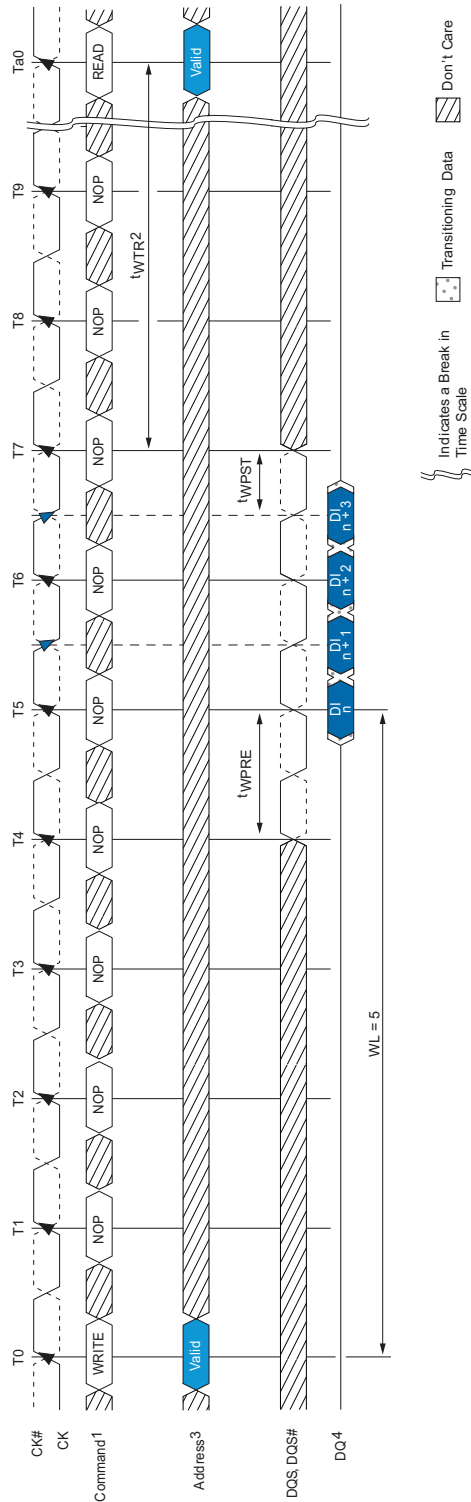 T0 T1 T2 T3 T4 T5 T6 T7 T8 T9 Ta0
CK#
CK
Command1 WRITE NOP NOP NOP NOP NOP NOP NOP NOP NOP READ
tWTR2
Address3 Valid Valid
tWPRE tWPST
DQS, DQS#
DQ4 DI n DI n + 1 DI n + 2 DI n + 3
WL = 5
Indicates a Break in
Time Scale
Transitioning Data
Don't Care